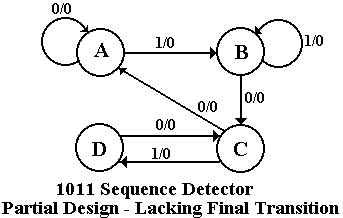 0/0
A
1/0
B
1/0
0/0
0/0
D
0/0
1/0
C
1011 Sequence Detector
Partial Design - Lacking Final Transition